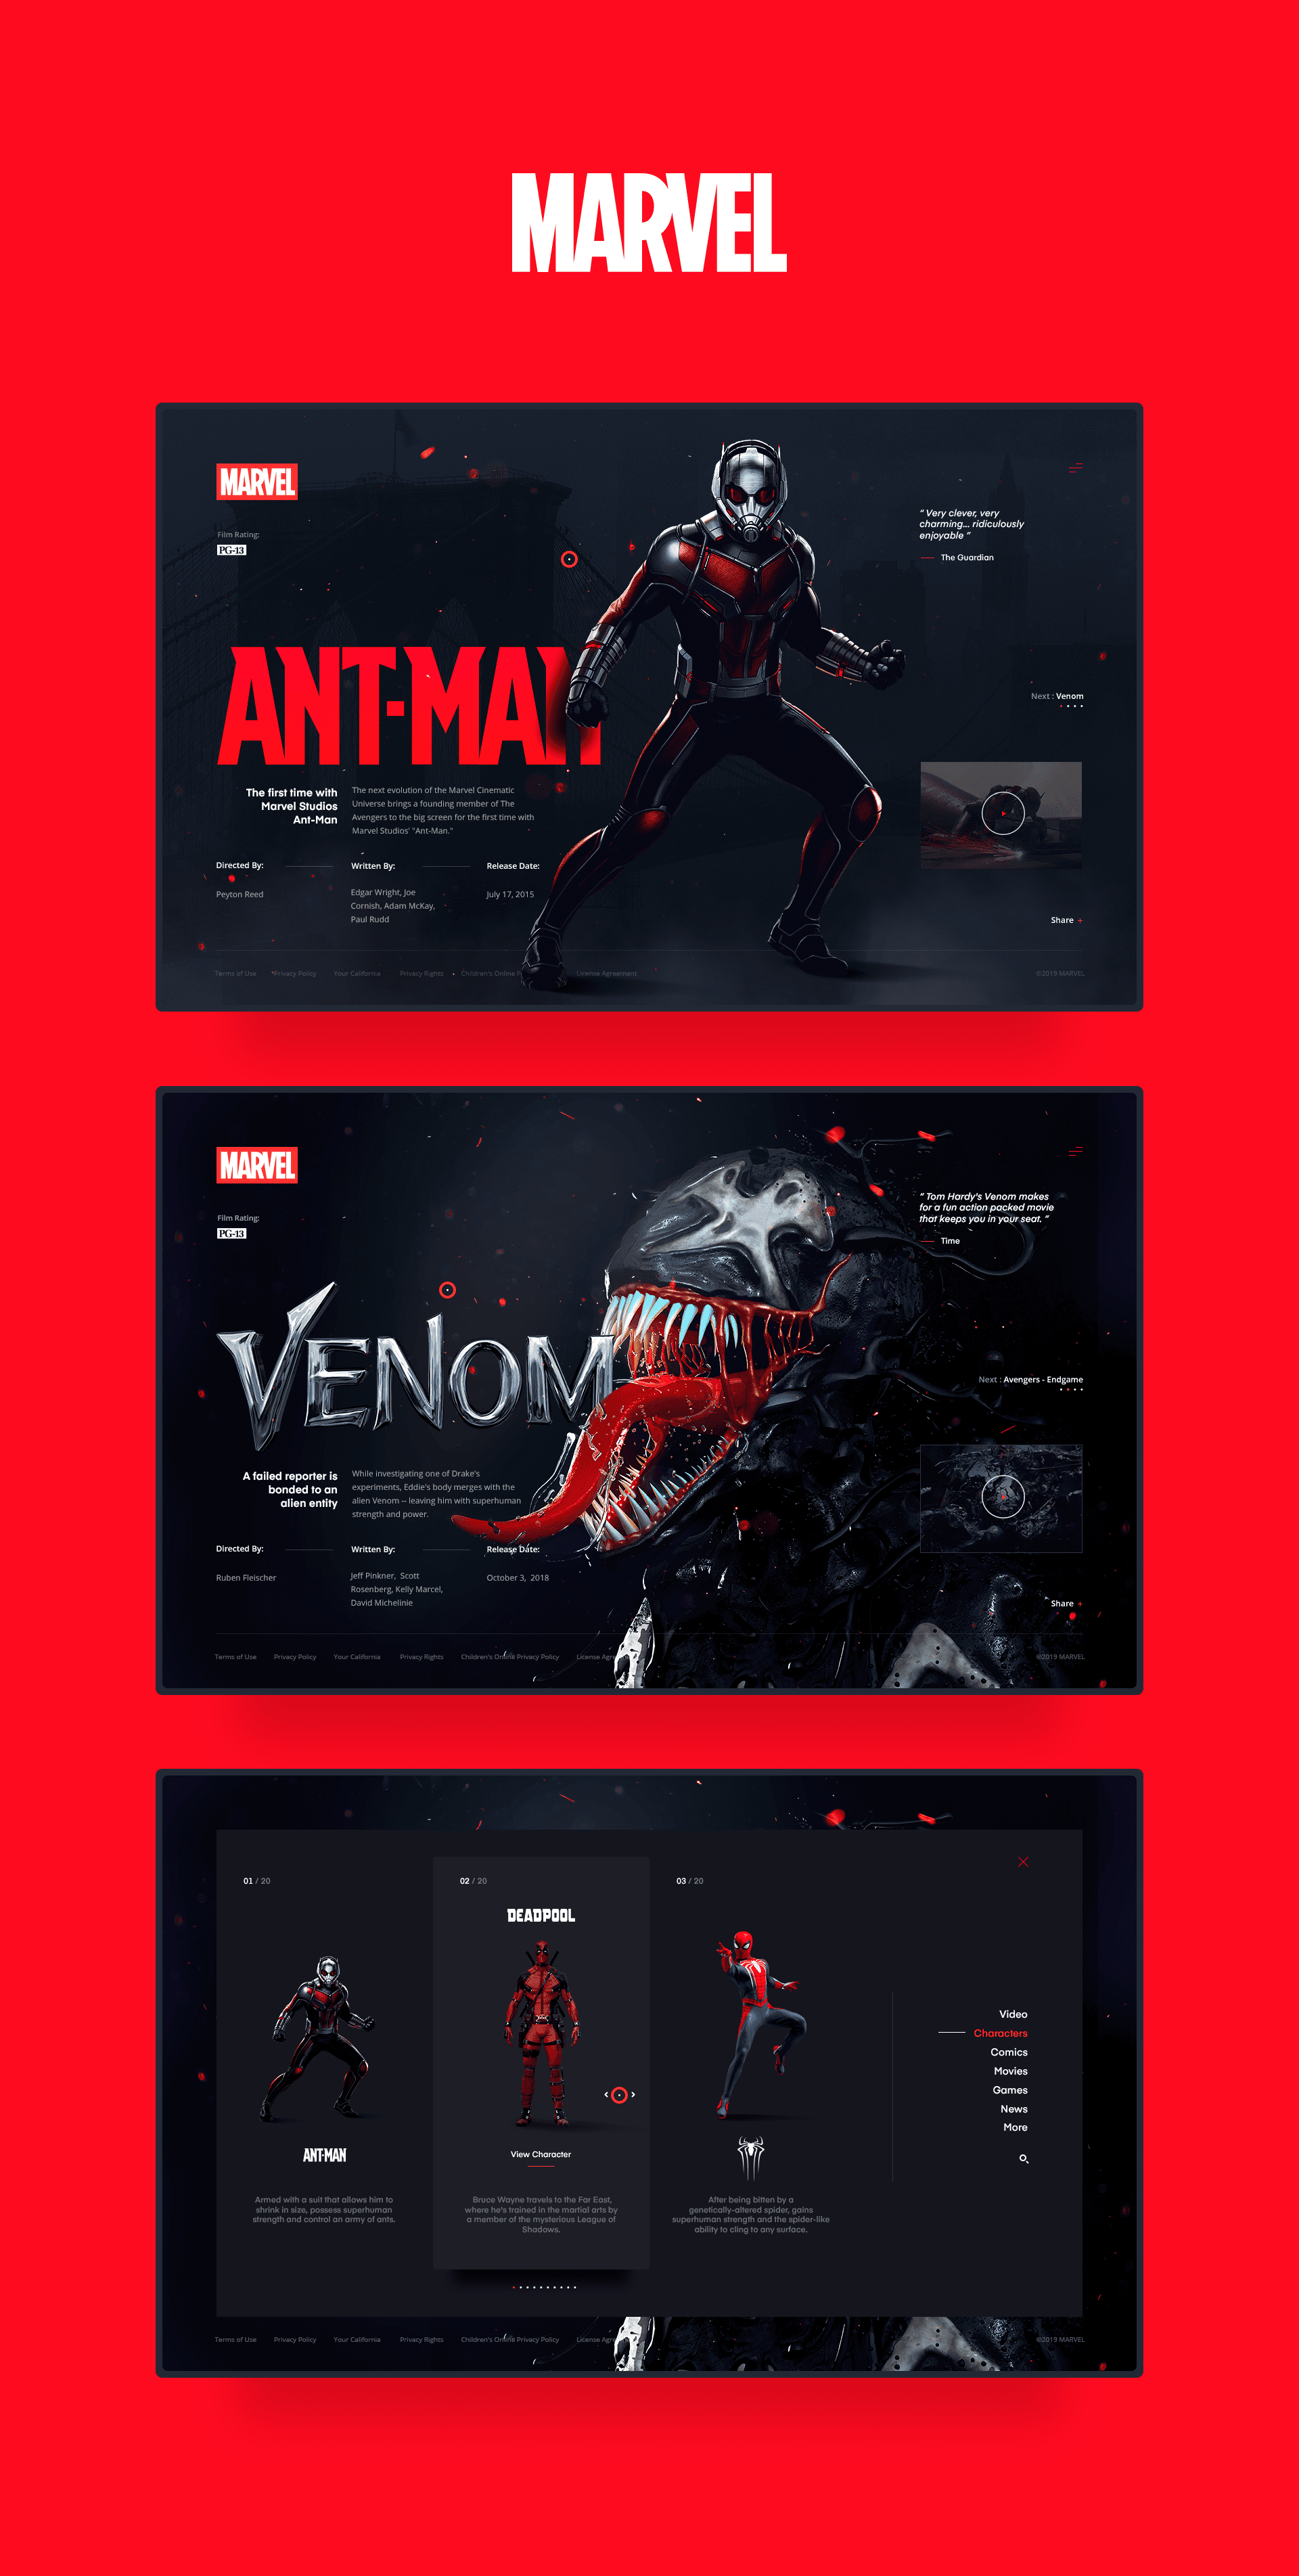 MARVEL
MARVEL
Film Rating:
PG-13
“ Very clever, very
charming... ridiculously
enjoyable ”
The Guardian
ANT-MAN
Next : Venom
The first time with
Marvel Studios
Ant-Man
The next evolution of the Marvel Cinematic
Universe brings a founding member of The
Avengers to the big screen for the first time with
Marvel Studios' "Ant-Man."
Directed By:
Written By:
Release Date:
Peyton Reed
Edgar Wright, Joe
Cornish, Adam McKay,
Paul Rudd
July 17, 2015
Share +
Terms of Use
Privacy Policy
Your California
Privacy Rights
Children's Online
License Agreement
©2019 MARVEL
MARVEL
Film Rating:
PG-13
“ Tom Hardy's Venom makes
for a fun action packed movie
that keeps you in your seat. ”
Time
VENOM
Next : Avengers - Endgame
A failed reporter is
bonded to an
alien entity
While investigating one of Drake's
experiments, Eddie's body merges with the
alien Venom -- leaving him with superhuman
strength and power.
Directed By:
Written By:
Release Date:
Ruben Fleischer
Jeff Pinkner, Scott
Rosenberg, Kelly Marcel,
David Michelinie
October 3, 2018
Share +
Terms of Use
Privacy Policy
Your California
Privacy Rights
Children's Online Privacy Policy
License Agre
©2019 MARVEL
01 / 20
02 / 20
03 / 20
DEADPOOL
Video
Characters
Comics
Movies
Games
News
More
ANT-MAN
View Character
Armed with a suit that allows him to
shrink in size, possess superhuman
strength and control an army of ants.
Bruce Wayne travels to the Far East,
where he's trained in the martial arts by
a member of the mysterious League of
Shadows.
After being bitten by a
genetically-altered spider, gains
superhuman strength and the spider-like
ability to cling to any surface.
Terms of Use
Privacy Policy
Your California
Privacy Rights
Children's Online Privacy Policy
License Agre
©2019 MARVEL